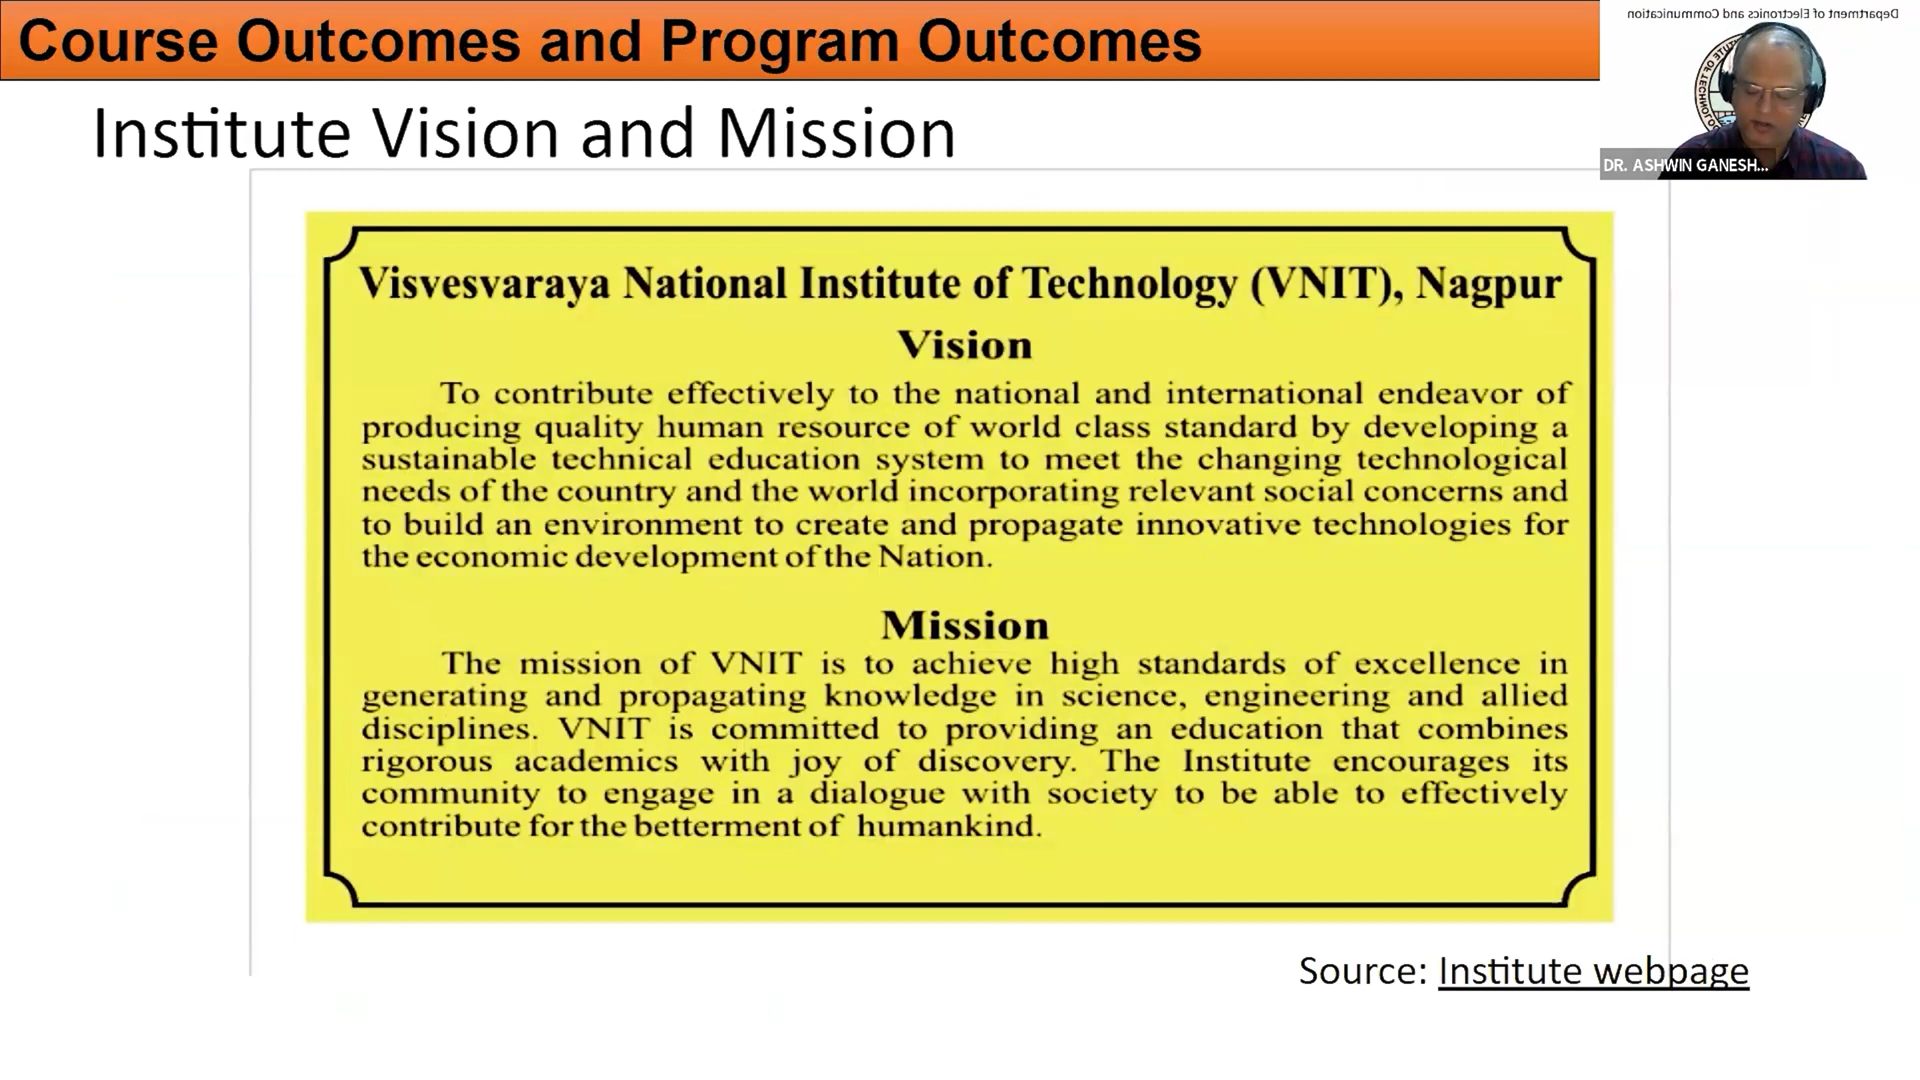 Course Outcomes and Program Outcomes
Department of Electronics and Communication
DR. ASHWIN GANESH...
Institute Vision and Mission
Visvesvaraya National Institute of Technology (VNIT), Nagpur
Vision
To contribute effectively to the national and international endeavor of
producing quality human resource of world class standard by developing a
sustainable technical education system to meet the changing technological
needs of the country and the world incorporating relevant social concerns and
to build an environment to create and propagate innovative technologies for
the economic development of the Nation.
Mission
The mission of VNIT is to achieve high standards of excellence in
generating and propagating knowledge in science, engineering and allied
disciplines. VNIT is committed to providing an education that combines
rigorous academics with joy of discovery. The Institute encourages its
community to engage in a dialogue with society to be able to effectively
contribute for the betterment of humankind.
Source: Institute webpage